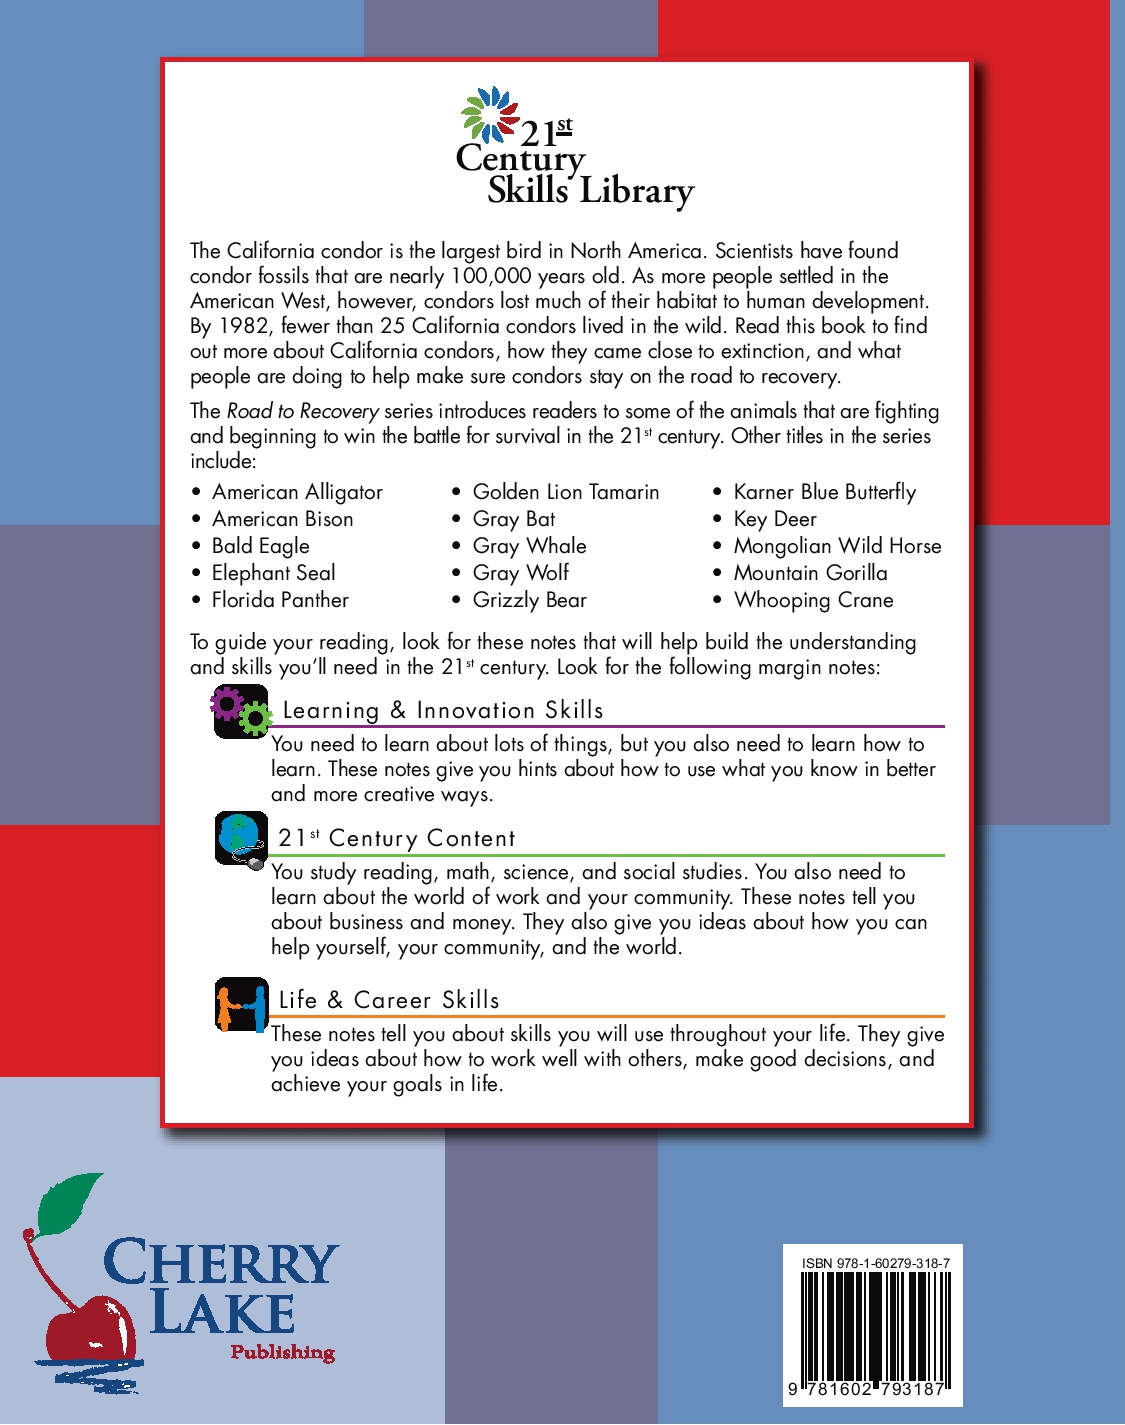 21st
Century
Skills Library
The California condor is the largest bird in North America. Scientists have found
condor fossils that are nearly 100,000 years old. As more people settled in the
American West, however, condors lost much of their habitat to human development.
By 1982, fewer than 25 California condors lived in the wild. Read this book to find
out more about California condors, how they came close to extinction, and what
people are doing to help make sure condors stay on the road to recovery.
The Road to Recovery series introduces readers to some of the animals that are fighting
and beginning to win the battle for survival in the 21st century. Other titles in the series
include:
• American Alligator
• American Bison
• Bald Eagle
• Elephant Seal
• Florida Panther
• Golden Lion Tamarin
• Gray Bat
• Gray Whale
• Gray Wolf
• Grizzly Bear
• Karner Blue Butterfly
• Key Deer
• Mongolian Wild Horse
• Mountain Gorilla
• Whooping Crane
To guide your reading, look for these notes that will help build the understanding
and skills you'll need in the 21st century. Look for the following margin notes:
Learning & Innovation Skills
You need to learn about lots of things, but you also need to learn how to
learn. These notes give you hints about how to use what you know in better
and more creative ways.
21st Century Content
You study reading, math, science, and social studies. You also need to
learn about the world of work and your community. These notes tell you
about business and money. They also give you ideas about how you can
help yourself, your community, and the world.
Life & Career Skills
These notes tell you about skills you will use throughout your life. They give
you ideas about how to work well with others, make good decisions, and
achieve your goals in life.
CHERRY
LAKE
Publishing
ISBN 978-1-60279-318-7
9 781602 793187